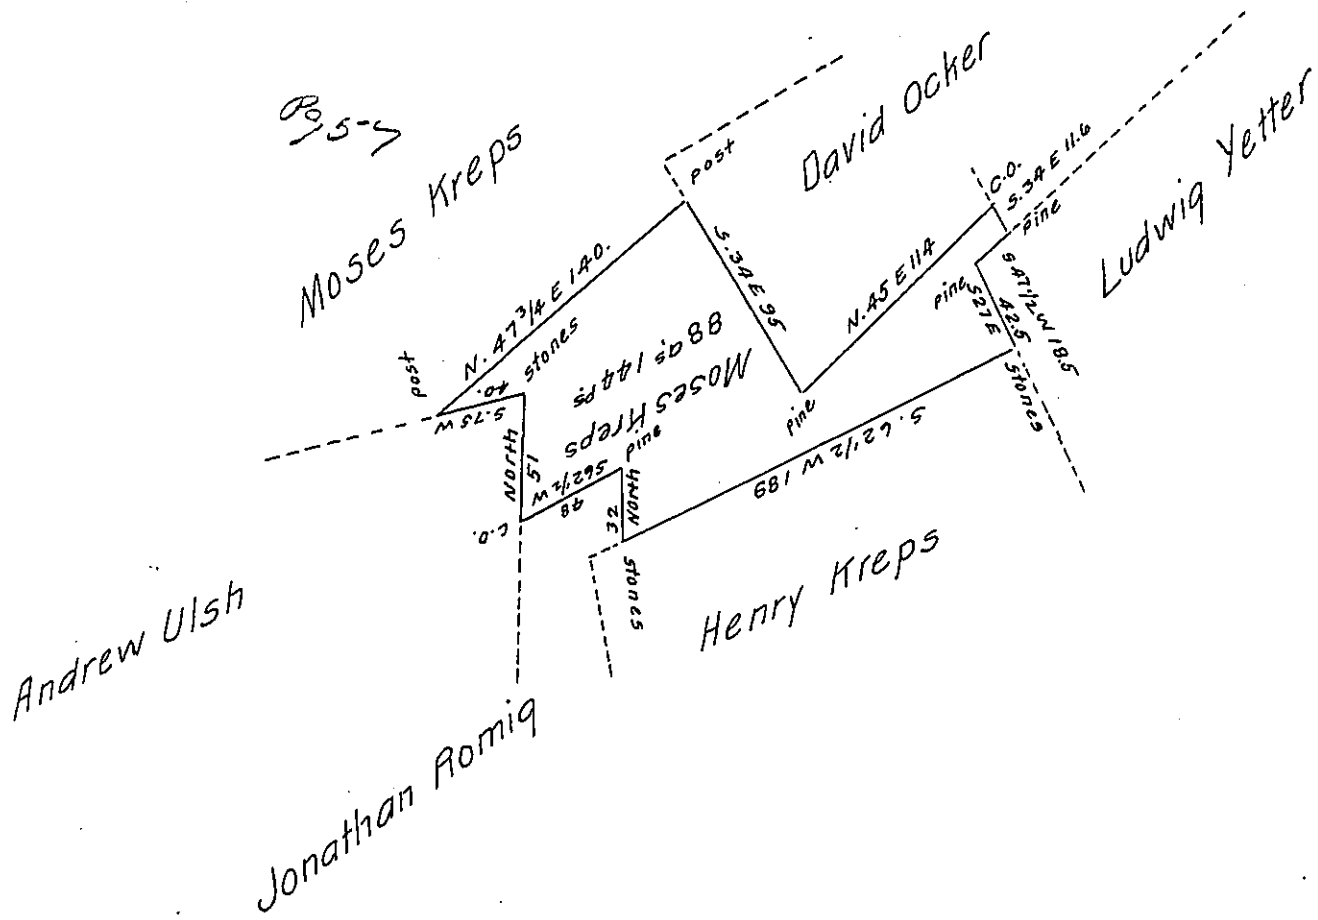 Moses Kreps
David Ocker
Ludwig Yetter
post
C.O.
S.34 E 11.6
pine
N. 47 3/4 E 140.
S. 34 E 95
N. 45 E 114
pine
S 47 1/2 W 18.5
S 27 E
42.5
stones
post
S. 75 W
40.
stones
Moses Kreps
88 as 144 ps
pine
North
51
S 62 1/2 W
48
pine
North
32
C.O.
stones
S. 62 1/2 W 189
Henry Kreps
Andrew Ulsh
Jonathan Romig